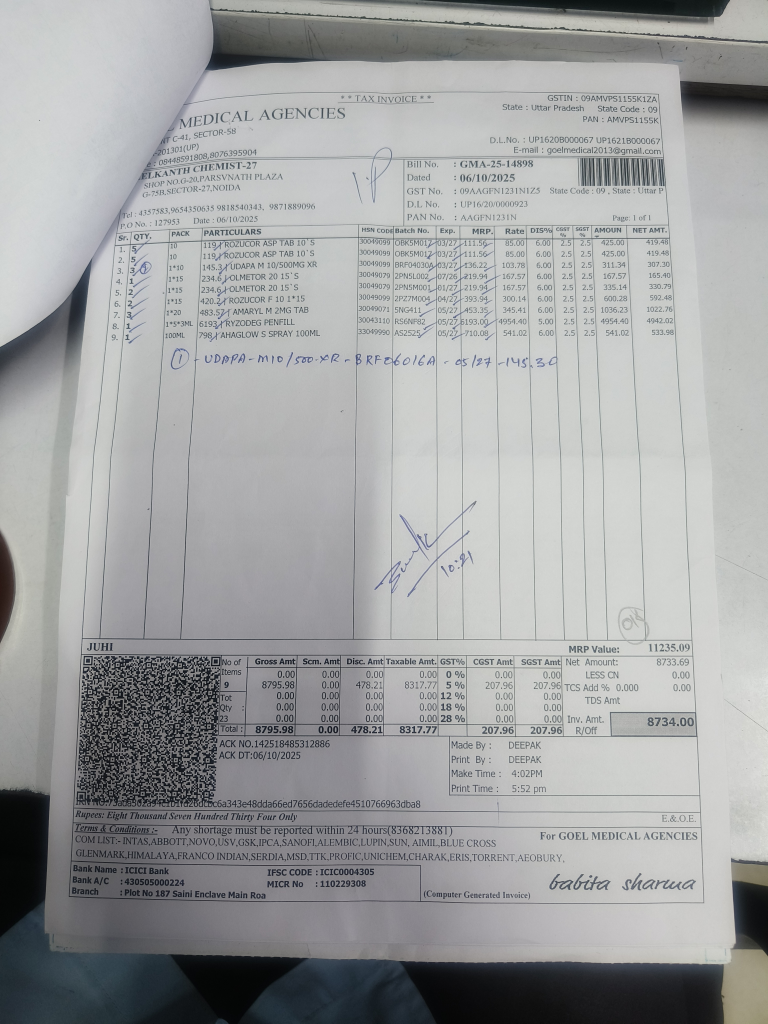 * * TAX INVOICE * *
GSTIN : 09AMVPS1155K1ZA
State : Uttar Pradesh State Code : 09
PAN : AMVPS1155K
MEDICAL AGENCIES
C-41, SECTOR-58
-201301(UP)
: 08448591808,8076395904
D.L.No. : UP1620B000067 UP1621B000067
E-mail : goelmedical2013@gmail.com
ELKANTH CHEMIST-27
SHOP NO.G-20,PARSVNATH PLAZA
G-75B,SECTOR-27,NOIDA
Tel : 4357583,9654350635 9818540343, 9871889096
P.O No. : 127953 Date : 06/10/2025
Bill No. : GMA-25-14898
Dated : 06/10/2025
GST No. : 09AAGFN1231N1Z5 State Code : 09 , State : Uttar P
D.L. No. : UP16/20/0000923
PAN No. : AAGFN1231N
Page: 1 of 1
Sr. QTY. PACK PARTICULARS HSN CODE Batch No. Exp. MRP. Rate DIS% CGST % SGST % AMOUN NET AMT.
1. 5 10 119. ROZUCOR ASP TAB 10`S 30049099 OBK5M017 03/27 111.56 85.00 6.00 2.5 2.5 425.00 419.48
2. 5 10 119. ROZUCOR ASP TAB 10`S 30049099 OBK5M017 03/27 111.56 85.00 6.00 2.5 2.5 425.00 419.48
3. 3 1*10 145.3 UDAPA M 10/500MG XR 30049099 BRF04030A 03/27 136.22 103.78 6.00 2.5 2.5 311.34 307.30
4. 1 1*15 234.6 OLMETOR 20 15`S 30049079 2PN5L002 07/26 219.94 167.57 6.00 2.5 2.5 167.57 165.40
5. 2 1*15 234.6 OLMETOR 20 15`S 30049079 2PN5M001 219.94 167.57 6.00 2.5 2.5 335.14 330.79
6. 2 1*15 420.2 ROZUCOR F 10 1*15 30049099 2PZ7M004 393.94 300.14 6.00 2.5 2.5 600.28 592.48
7. 3 1*20 483.57 AMARYL M 2MG TAB 30049071 SNG411 05/27 453.35 345.41 6.00 2.5 2.5 1036.23 1022.76
8. 1 1*5*3ML 6193 RYZODEG PENFILL 30043110 RS6NF82 05/27 6193.00 4954.40 5.00 2.5 2.5 4954.40 4942.02
9. 1 100ML 798 AHAGLOW S SPRAY 100ML 33049990 AS2525 05/27 710.08 541.02 6.00 2.5 2.5 541.02 533.98
① - UDAPA-M10/500-XR - BRF06016A - 05/27 -145.30
10:21
JUHI
MRP Value: 11235.09
No of Items Gross Amt Scm. Amt Disc. Amt Taxable Amt. GST% CGST Amt SGST Amt
0.00 0.00 0.00 0.00 0 % 0.00 0.00
9 8795.98 0.00 478.21 8317.77 5 % 207.96 207.96
Tot 0.00 0.00 0.00 0.00 12 % 0.00 0.00
Qty : 0.00 0.00 0.00 0.00 18 % 0.00 0.00
23 0.00 0.00 0.00 0.00 28 % 0.00 0.00
Total : 8795.98 0.00 478.21 8317.77 207.96 207.96
Net Amount: 8733.69
LESS CN 0.00
TCS Add % 0.000 0.00
TDS Amt
Inv. Amt. 8734.00
R/Off
ACK NO.142518485312886
ACK DT:06/10/2025
Made By : DEEPAK
Print By : DEEPAK
Make Time : 4:02PM
Print Time : 5:52 pm
Rupees: Eight Thousand Seven Hundred Thirty Four Only
E.&O.E.
Terms & Conditions :- Any shortage must be reported within 24 hours(8368213881)
COM LIST:- INTAS,ABBOTT,NOVO,USV,GSK,IPCA,SANOFI,ALEMBIC,LUPIN,SUN, AIMIL,BLUE CROSS
GLENMARK,HIMALAYA,FRANCO INDIAN,SERDIA,MSD,TTK,PROFIC,UNICHEM,CHARAK,ERIS,TORRENT,AEOBURY,
For GOEL MEDICAL AGENCIES
Bank Name : ICICI Bank IFSC CODE : ICIC0004305
Bank A/C : 430505000224 MICR No : 110229308
Branch : Plot No 187 Saini Enclave Main Roa
(Computer Generated Invoice)
babita sharma